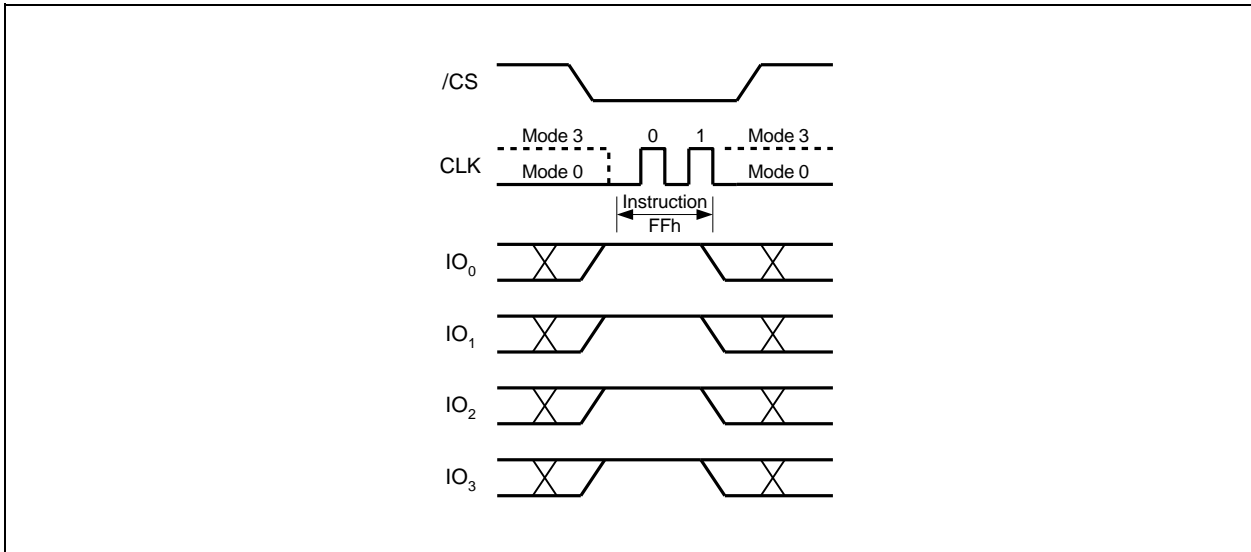 /CS
Mode 3 0 1 Mode 3
CLK
Mode 0 Mode 0
Instruction
FFh
IO0
IO1
IO2
IO3